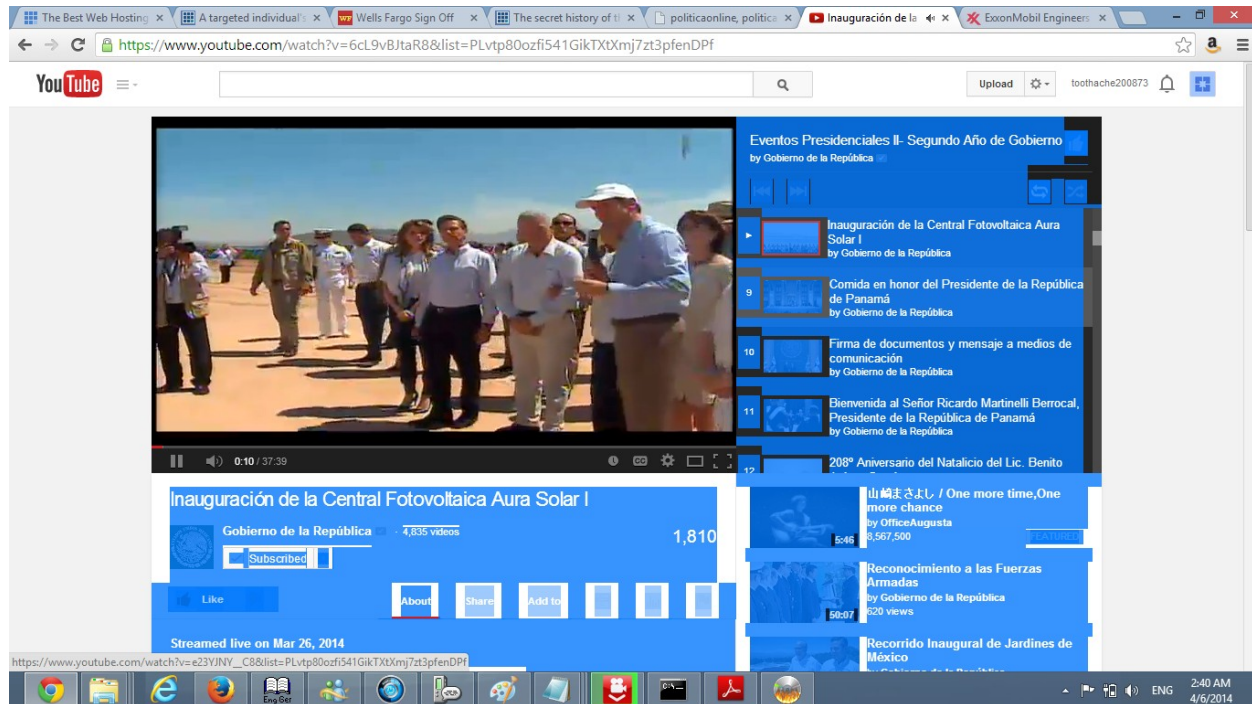 The Best Web Hosting
A targeted individual's
Wells Fargo Sign Off
The secret history of t
politicaonline, politica
Inauguración de la
ExxonMobil Engineers
https://www.youtube.com/watch?v=6cL9vBJtaR8&list=PLvtp80ozfi541GikTXtXmj7zt3pfenDPf
YouTube
Upload
toothache200873
Eventos Presidenciales II- Segundo Año de Gobierno
by Gobierno de la República
Inauguración de la Central Fotovoltaica Aura
Solar I
by Gobierno de la República
9
Comida en honor del Presidente de la República
de Panamá
by Gobierno de la República
10
Firma de documentos y mensaje a medios de
comunicación
by Gobierno de la República
11
Bienvenida al Señor Ricardo Martinelli Berrocal,
Presidente de la República de Panamá
by Gobierno de la República
12
208º Aniversario del Natalicio del Lic. Benito
0:10 / 37:39
CC
Inauguración de la Central Fotovoltaica Aura Solar I
Gobierno de la República · 4,835 videos
Subscribed
1,810
Like
About
Share
Add to
Streamed live on Mar 26, 2014
山崎まさよし / One more time,One
more chance
by OfficeAugusta
8,567,500
FEATURED
5:46
Reconocimiento a las Fuerzas
Armadas
by Gobierno de la República
620 views
50:07
Recorrido Inaugural de Jardines de
México
https://www.youtube.com/watch?v=e23YJNY__C8&list=PLvtp80ozfi541GikTXtXmj7zt3pfenDPf
Eng Ger
ENG
2:40 AM
4/6/2014